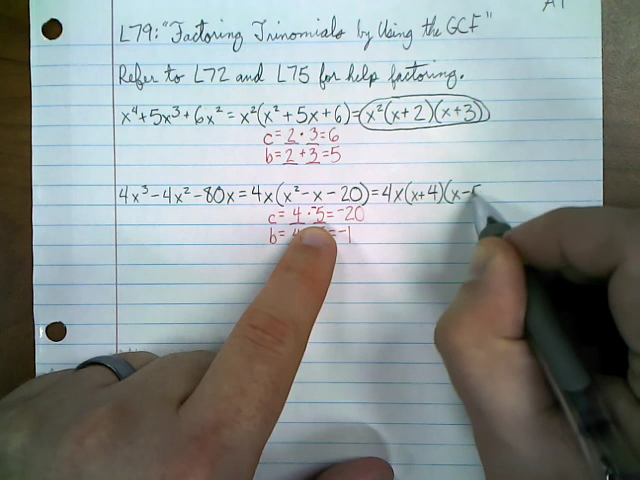 A1
L79: "Factoring Trinomials by Using the GCF"
Refer to L72 and L75 for help factoring.
x⁴+5x³+6x²=x²(x²+5x+6)=x²(x+2)(x+3)
c=2·3=6
b=2+3=5
4x³-4x²-80x=4x(x²-x-20)=4x(x+4)(x-5
c=4·-5=-20
b=4 =-1